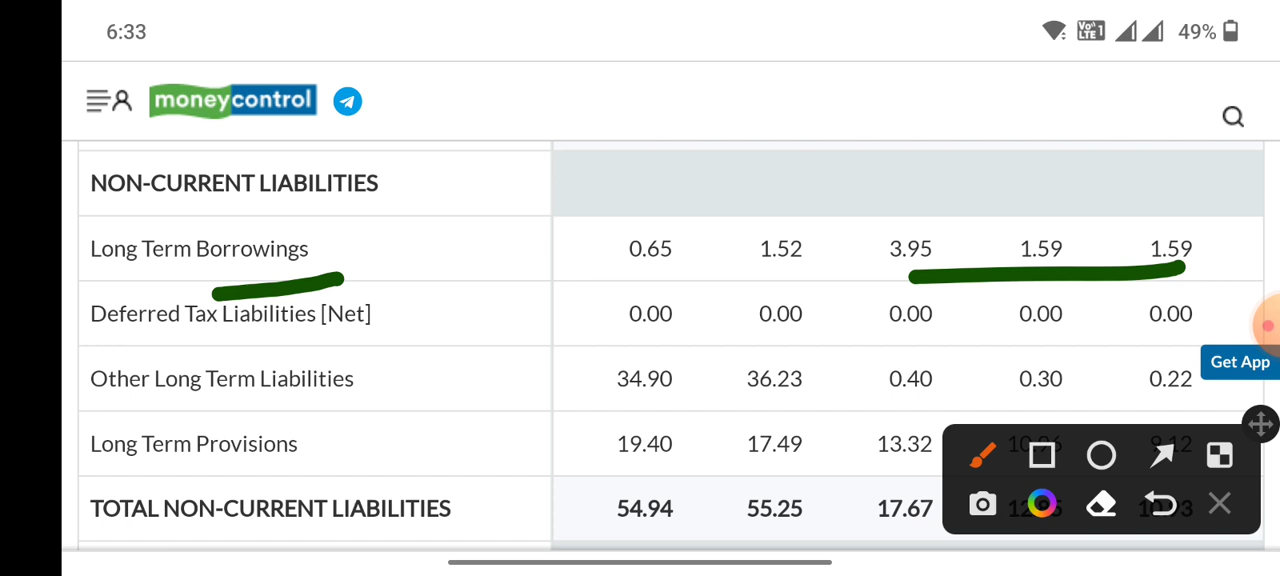 6:33 Vo)) LTE 1 49%
moneycontrol
NON-CURRENT LIABILITIES
Long Term Borrowings 0.65 1.52 3.95 1.59 1.59
Deferred Tax Liabilities [Net] 0.00 0.00 0.00 0.00 0.00
Get App
Other Long Term Liabilities 34.90 36.23 0.40 0.30 0.22
Long Term Provisions 19.40 17.49 13.32
TOTAL NON-CURRENT LIABILITIES 54.94 55.25 17.67